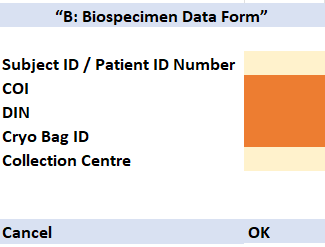 “B: Biospecimen Data Form”
Subject ID / Patient ID Number
COI
DIN
Cryo Bag ID
Collection Centre
Cancel OK